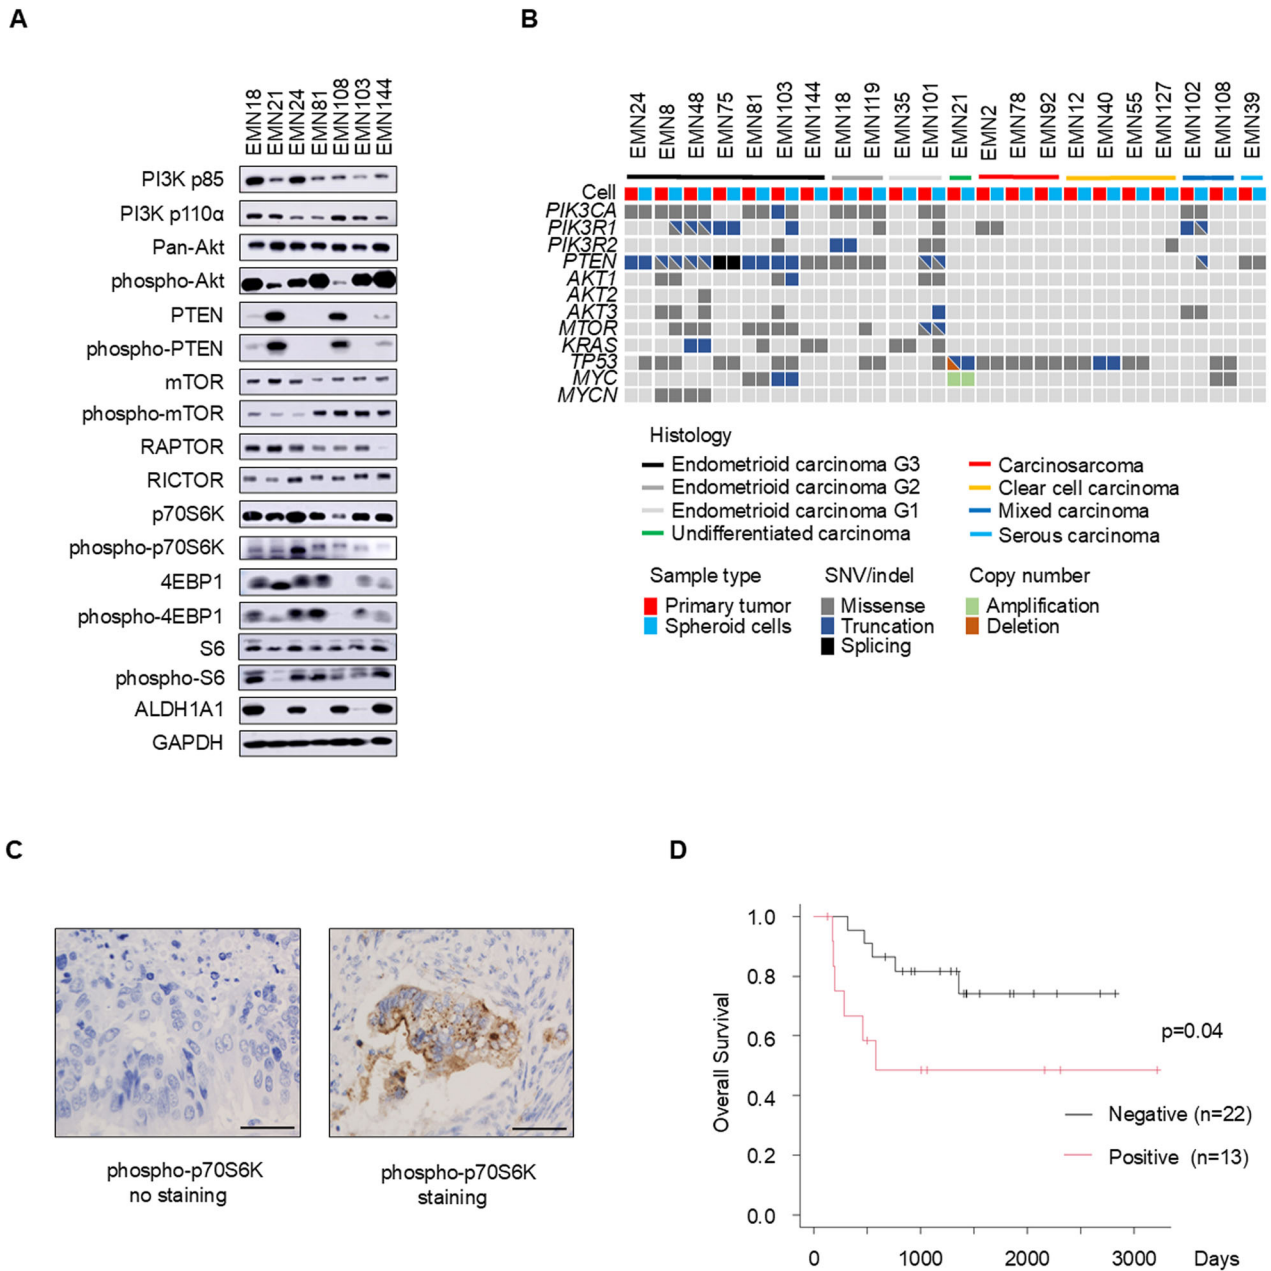 A
EMN18
EMN21
EMN24
EMN81
EMN108
EMN103
EMN144
PI3K p85
PI3K p110α
Pan-Akt
phospho-Akt
PTEN
phospho-PTEN
mTOR
phospho-mTOR
RAPTOR
RICTOR
p70S6K
phospho-p70S6K
4EBP1
phospho-4EBP1
S6
phospho-S6
ALDH1A1
GAPDH
B
EMN24
EMN8
EMN48
EMN75
EMN81
EMN103
EMN144
EMN18
EMN119
EMN35
EMN101
EMN21
EMN2
EMN78
EMN92
EMN12
EMN40
EMN55
EMN127
EMN102
EMN108
EMN39
Cell
PIK3CA
PIK3R1
PIK3R2
PTEN
AKT1
AKT2
AKT3
MTOR
KRAS
TP53
MYC
MYCN
Histology
Endometrioid carcinoma G3
Endometrioid carcinoma G2
Endometrioid carcinoma G1
Undifferentiated carcinoma
Carcinosarcoma
Clear cell carcinoma
Mixed carcinoma
Serous carcinoma
Sample type
Primary tumor
Spheroid cells
SNV/indel
Missense
Truncation
Splicing
Copy number
Amplification
Deletion
C
phospho-p70S6K
no staining
phospho-p70S6K
staining
D
Overall Survival
1.0
0.8
0.6
0.4
0.2
0.0
p=0.04
Negative (n=22)
Positive (n=13)
0 1000 2000 3000 Days